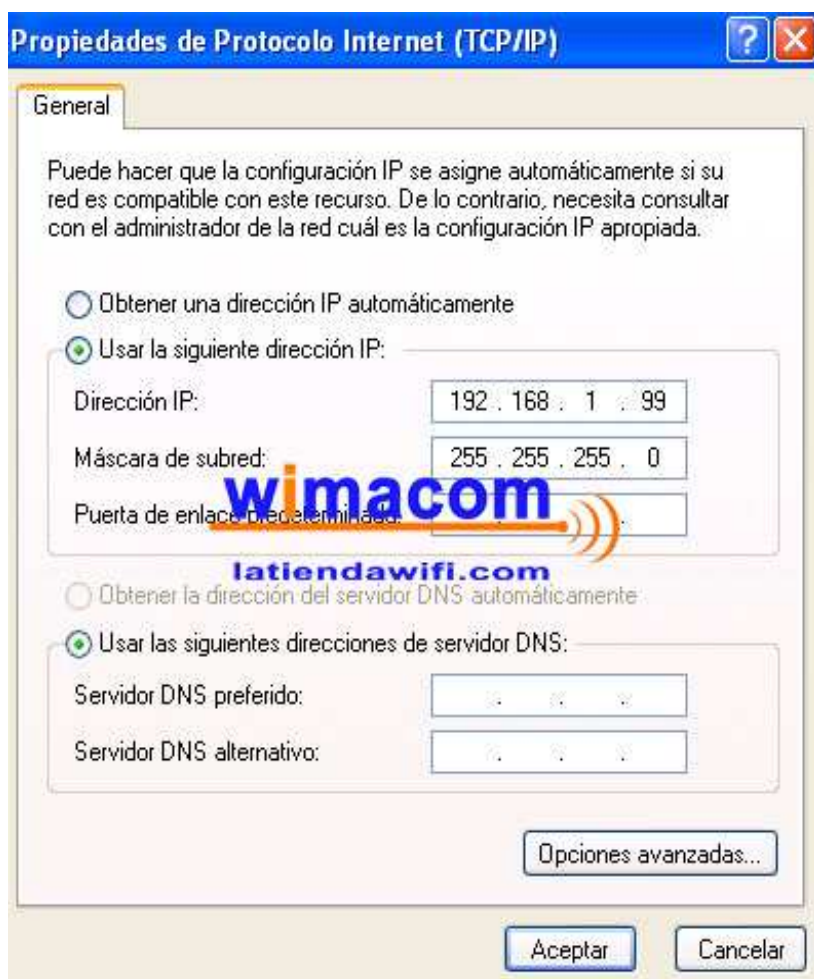 Propiedades de Protocolo Internet (TCP/IP)
General
Puede hacer que la configuración IP se asigne automáticamente si su
red es compatible con este recurso. De lo contrario, necesita consultar
con el administrador de la red cuál es la configuración IP apropiada.
Obtener una dirección IP automáticamente
Usar la siguiente dirección IP:
Dirección IP: 192 . 168 . 1 . 99
Máscara de subred: 255 . 255 . 255 . 0
wimacom
Puerta de enlace predeterminada:
latiendawifi.com
Obtener la dirección del servidor DNS automáticamente
Usar las siguientes direcciones de servidor DNS:
Servidor DNS preferido:
Servidor DNS alternativo:
Opciones avanzadas...
Aceptar Cancelar